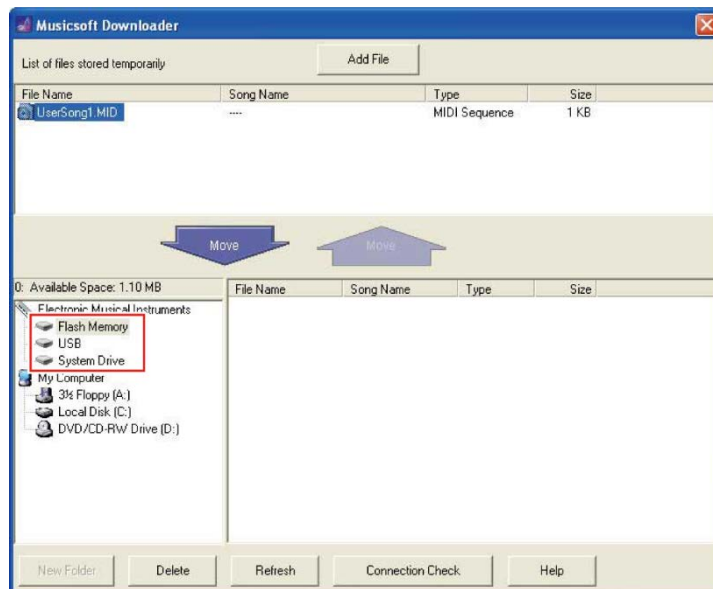 Musicsoft Downloader
List of files stored temporarily Add File
File Name Song Name Type Size
UserSong1.MID ---- MIDI Sequence 1 KB
Move Move
0: Available Space: 1.10 MB
File Name Song Name Type Size
Electronic Musical Instruments
Flash Memory
USB
System Drive
My Computer
3½ Floppy (A:)
Local Disk (C:)
DVD/CD-RW Drive (D:)
New Folder Delete Refresh Connection Check Help